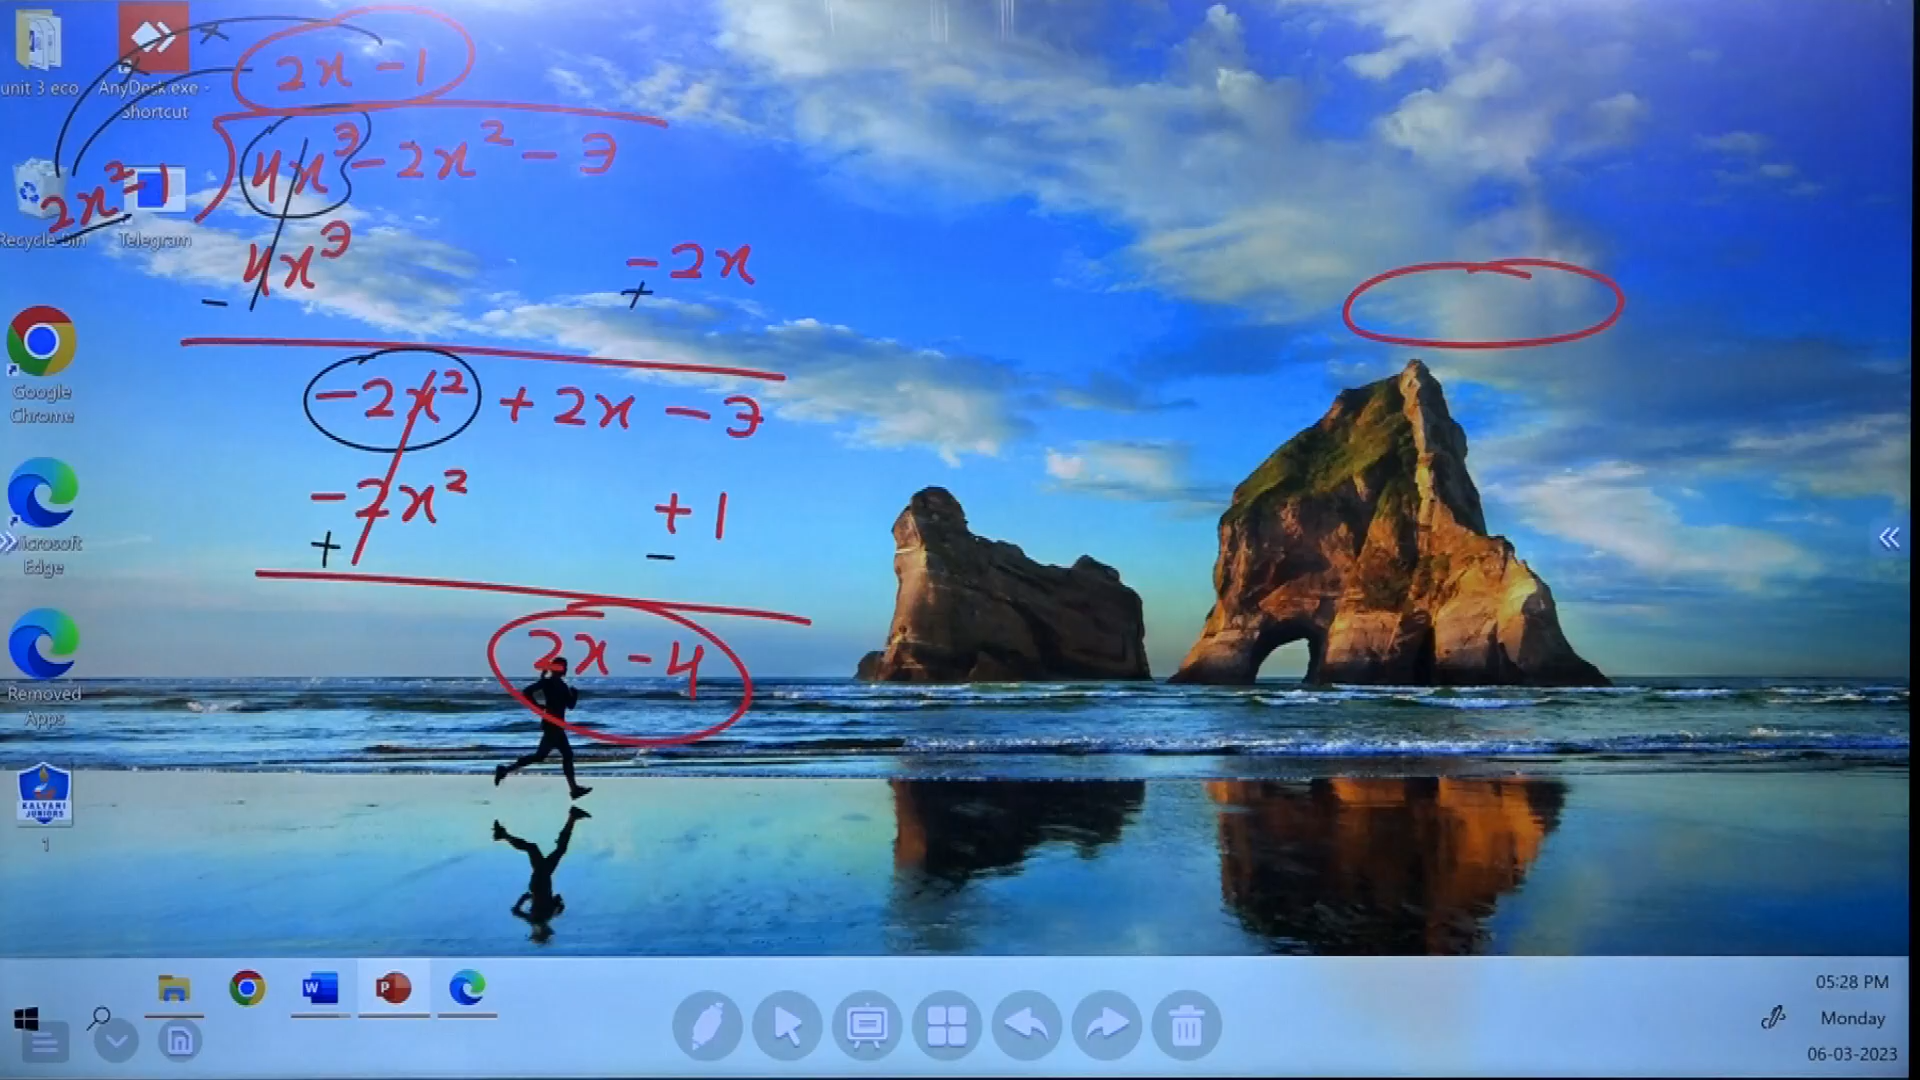 2x - 1
2x² - 1 ) 4x³ - 2x² - 3
4x³ - 2x
- +
-2x² + 2x - 3
-2x² + 1
+ -
2x - 4
unit 3 eco
AnyDesk.exe -
Shortcut
Recycle Bin
Telegram
Google
Chrome
Microsoft
Edge
Removed
Apps
KALYANI
JUNIORS
1
W
P
05:28 PM
Monday
06-03-2023